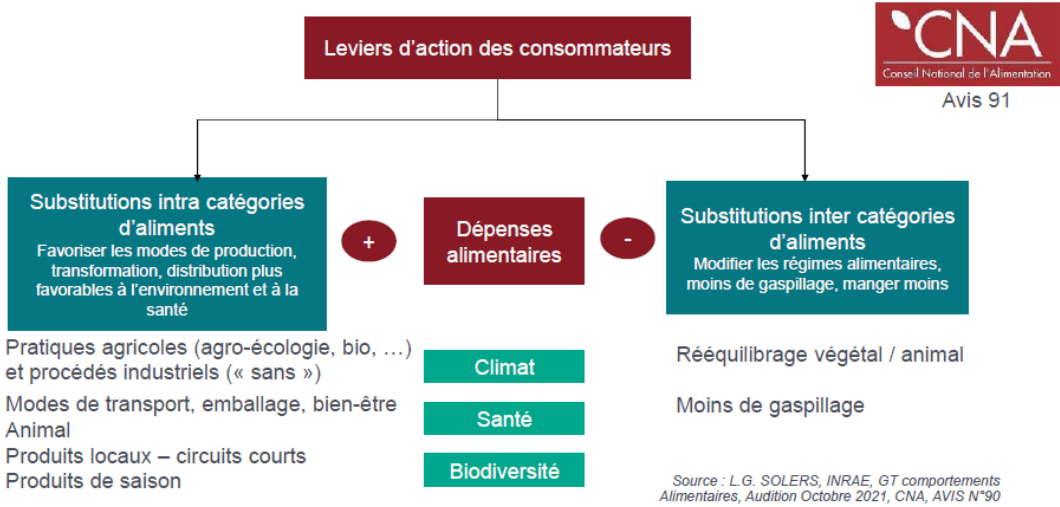 Leviers d'action des consommateurs
CNA
Conseil National de l'Alimentation
Avis 91
Substitutions intra catégories
d'aliments
Favoriser les modes de production,
transformation, distribution plus
favorables à l'environnement et à la
santé
+
Dépenses
alimentaires
-
Substitutions inter catégories
d'aliments
Modifier les régimes alimentaires,
moins de gaspillage, manger moins
Pratiques agricoles (agro-écologie, bio, …)
et procédés industriels (« sans »)
Modes de transport, emballage, bien-être
Animal
Produits locaux – circuits courts
Produits de saison
Climat
Santé
Biodiversité
Rééquilibrage végétal / animal
Moins de gaspillage
Source : L.G. SOLERS, INRAE, GT comportements
Alimentaires, Audition Octobre 2021, CNA, AVIS N°90